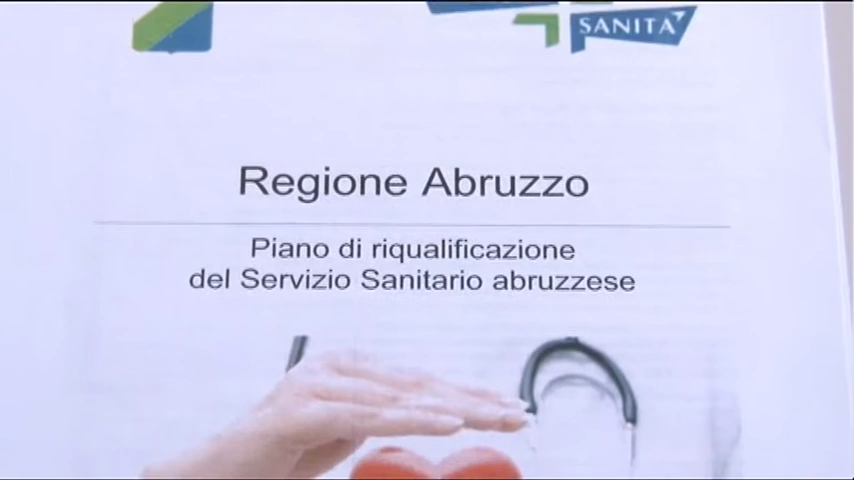 SANITÀ
Regione Abruzzo
Piano di riqualificazione
del Servizio Sanitario abruzzese